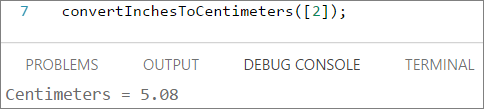 7 convertInchesToCentimeters([2]);
PROBLEMS OUTPUT DEBUG CONSOLE TERMINAL
Centimeters = 5.08